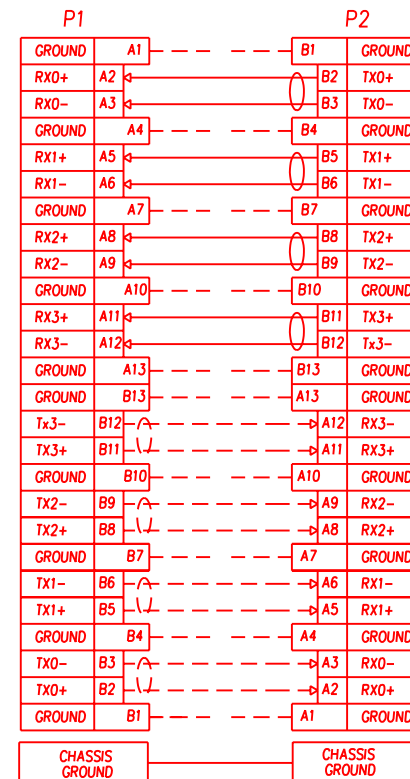 P1 P2
GROUND A1 B1 GROUND
RX0+ A2 B2 TX0+
RX0- A3 B3 TX0-
GROUND A4 B4 GROUND
RX1+ A5 B5 TX1+
RX1- A6 B6 TX1-
GROUND A7 B7 GROUND
RX2+ A8 B8 TX2+
RX2- A9 B9 TX2-
GROUND A10 B10 GROUND
RX3+ A11 B11 TX3+
RX3- A12 B12 Tx3-
GROUND A13 B13 GROUND
GROUND B13 A13 GROUND
Tx3- B12 A12 RX3-
TX3+ B11 A11 RX3+
GROUND B10 A10 GROUND
TX2- B9 A9 RX2-
TX2+ B8 A8 RX2+
GROUND B7 A7 GROUND
TX1- B6 A6 RX1-
TX1+ B5 A5 RX1+
GROUND B4 A4 GROUND
TX0- B3 A3 RX0-
TX0+ B2 A2 RX0+
GROUND B1 A1 GROUND
CHASSIS CHASSIS
GROUND GROUND